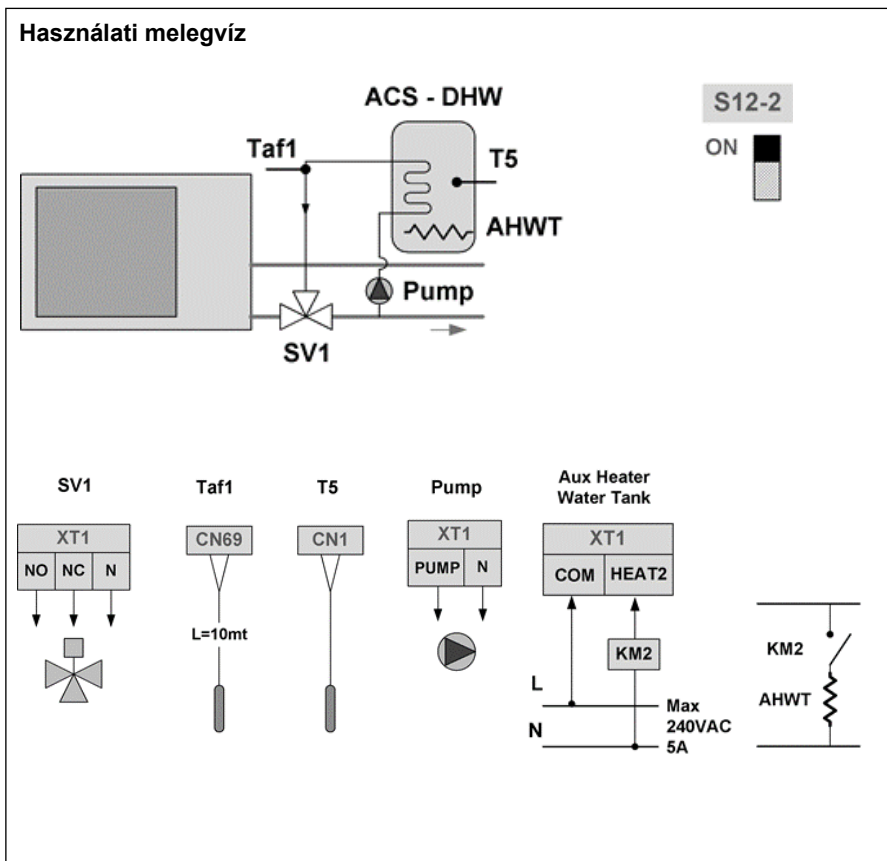 Használati melegvíz
ACS - DHW
S12-2
Taf1
T5
ON
AHWT
Pump
SV1
SV1
Taf1
T5
Pump
Aux Heater
Water Tank
XT1
NO NC N
CN69
CN1
XT1
PUMP N
XT1
COM HEAT2
L=10mt
KM2
KM2
L
AHWT
Max
240VAC
N
5A